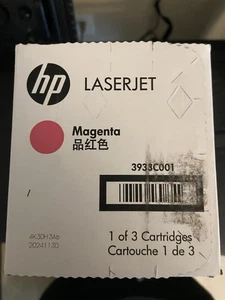 hp LASERJET
Magenta
品红色
3933C001
1 of 3 Cartridges
Cartouche 1 de 3